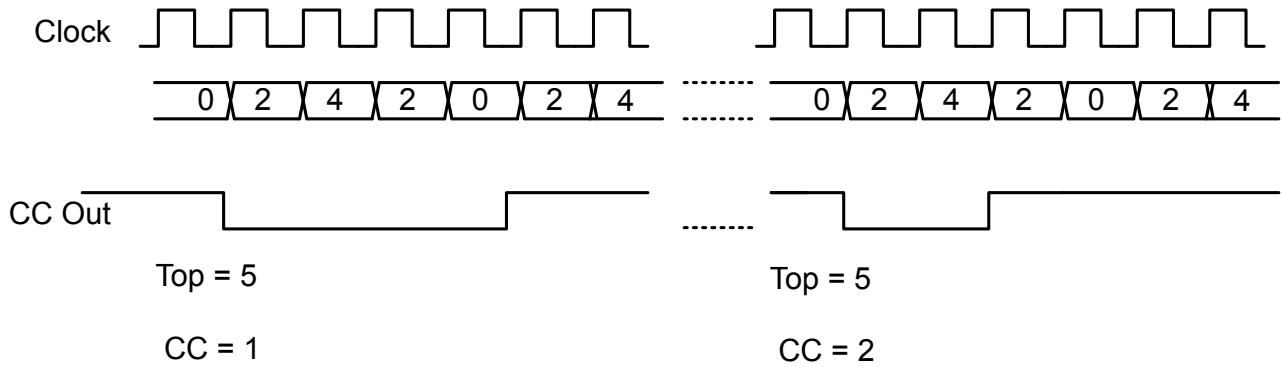 Clock
0 2 4 2 0 2 4 0 2 4 2 0 2 4
CC Out
Top = 5 Top = 5
CC = 1 CC = 2